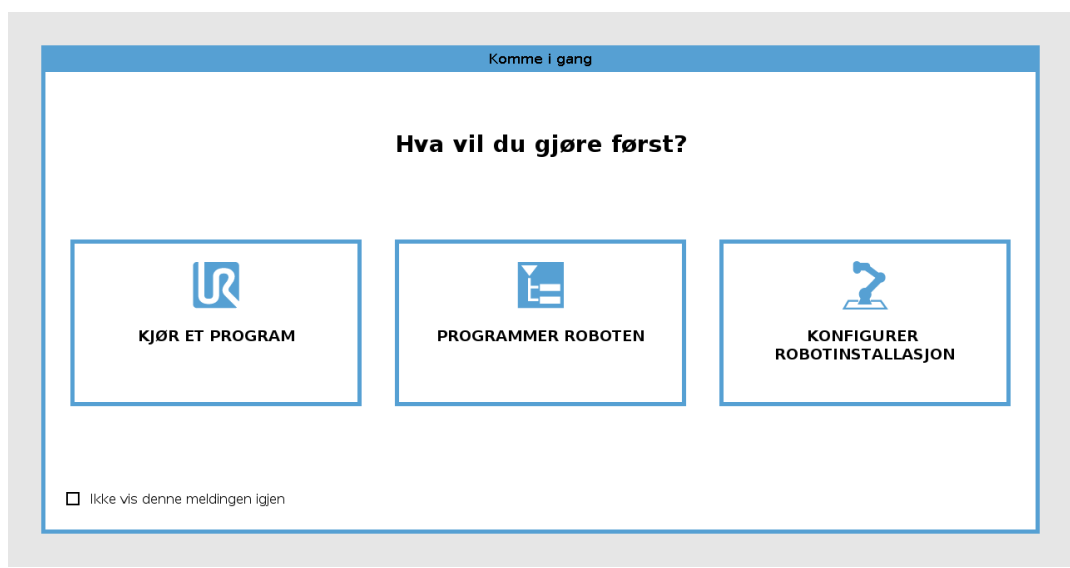 Komme i gang
Hva vil du gjøre først?
KJØR ET PROGRAM
PROGRAMMER ROBOTEN
KONFIGURER
ROBOTINSTALLASJON
Ikke vis denne meldingen igjen